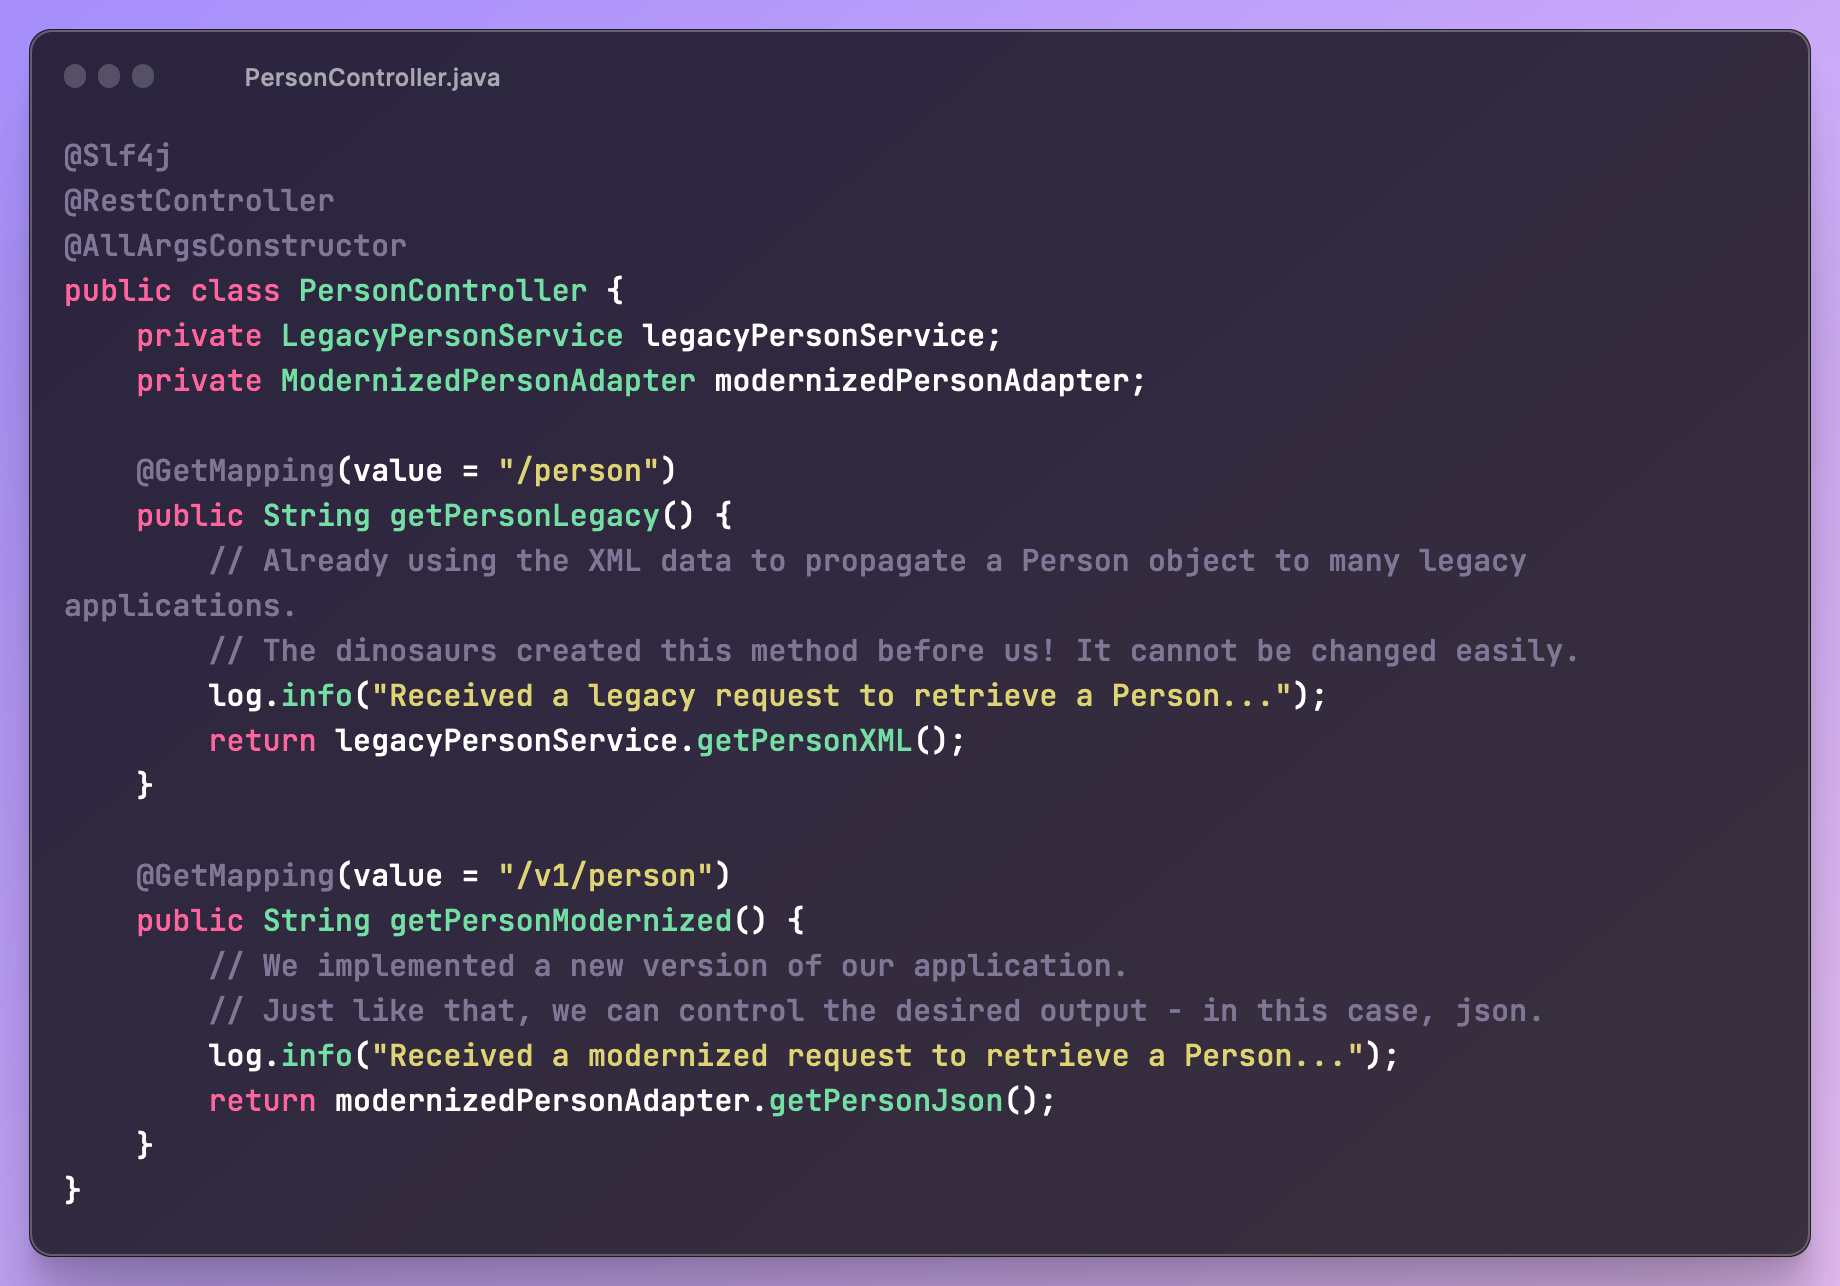 PersonController.java
@Slf4j
@RestController
@AllArgsConstructor
public class PersonController {
    private LegacyPersonService legacyPersonService;
    private ModernizedPersonAdapter modernizedPersonAdapter;

    @GetMapping(value = "/person")
    public String getPersonLegacy() {
        // Already using the XML data to propagate a Person object to many legacy
applications.
        // The dinosaurs created this method before us! It cannot be changed easily.
        log.info("Received a legacy request to retrieve a Person...");
        return legacyPersonService.getPersonXML();
    }

    @GetMapping(value = "/v1/person")
    public String getPersonModernized() {
        // We implemented a new version of our application.
        // Just like that, we can control the desired output - in this case, json.
        log.info("Received a modernized request to retrieve a Person...");
        return modernizedPersonAdapter.getPersonJson();
    }
}